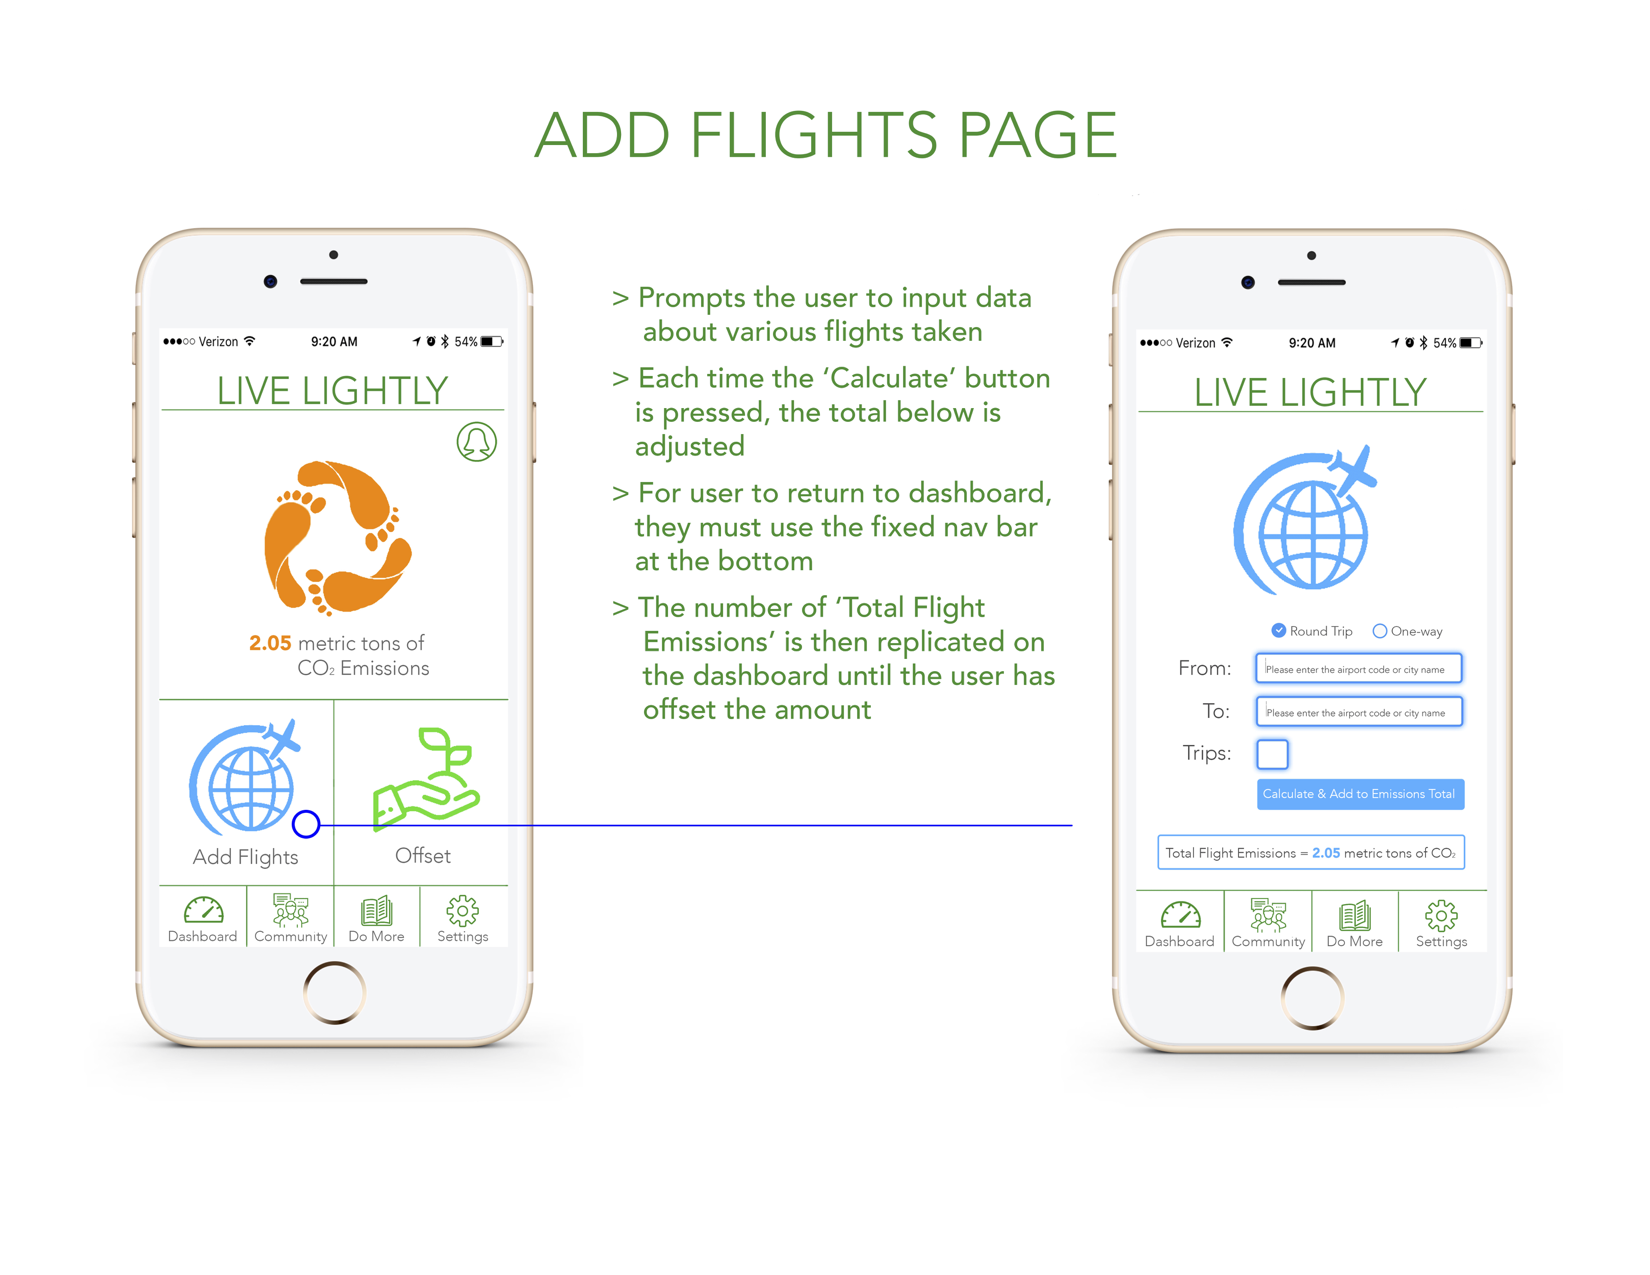 ADD FLIGHTS PAGE
Verizon 9:20 AM 54%
LIVE LIGHTLY
2.05 metric tons of
CO₂ Emissions
Add Flights
Offset
Dashboard
Community
Do More
Settings
> Prompts the user to input data
about various flights taken
> Each time the ‘Calculate’ button
is pressed, the total below is
adjusted
> For user to return to dashboard,
they must use the fixed nav bar
at the bottom
> The number of ‘Total Flight
Emissions’ is then replicated on
the dashboard until the user has
offset the amount
Verizon 9:20 AM 54%
LIVE LIGHTLY
Round Trip One-way
From: Please enter the airport code or city name
To: Please enter the airport code or city name
Trips:
Calculate & Add to Emissions Total
Total Flight Emissions = 2.05 metric tons of CO₂
Dashboard
Community
Do More
Settings